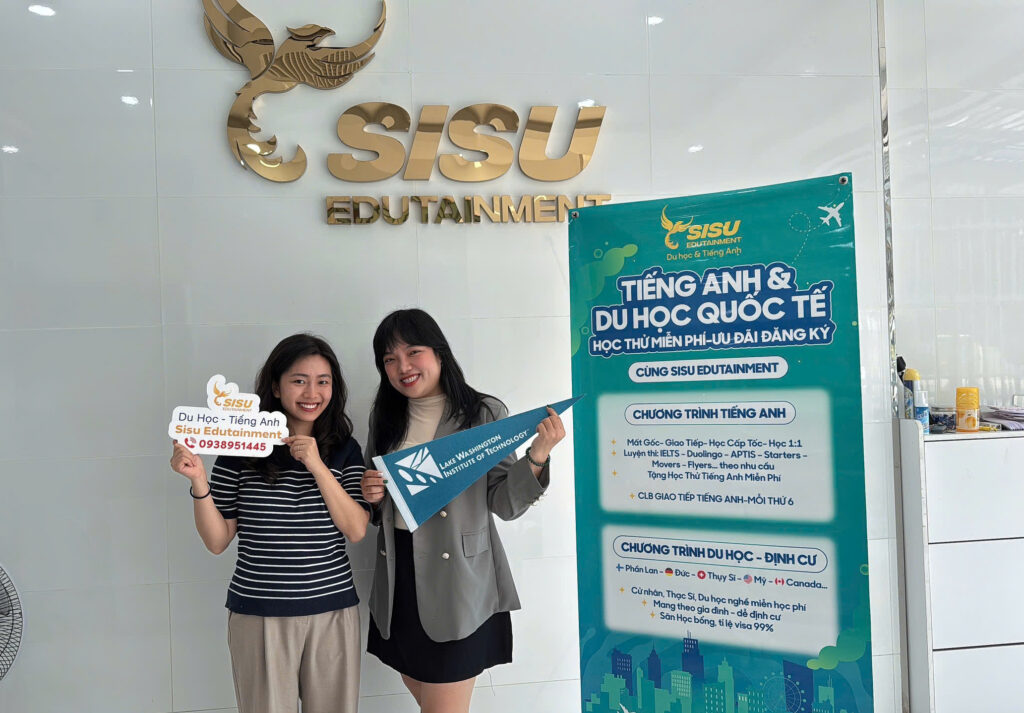 SISU
EDUTAINMENT
SISU
EDUTAINMENT
Du Học - Tiếng Anh
Sisu Edutainment
0938951445
LAKE WASHINGTON
INSTITUTE OF TECHNOLOGY
SISU
EDUTAINMENT
Du học & Tiếng Anh
TIẾNG ANH &
DU HỌC QUỐC TẾ
HỌC THỬ MIỄN PHÍ-ƯU ĐÃI ĐĂNG KÝ
CÙNG SISU EDUTAINMENT
CHƯƠNG TRÌNH TIẾNG ANH
Mất Gốc- Giao Tiếp- Học Cấp Tốc- Học 1:1
Luyện thi: IELTS - Duolingo - APTIS - Starters -
Movers - Flyers... theo nhu cầu
Tặng Học Thử Tiếng Anh Miễn Phí
CLB GIAO TIẾP TIẾNG ANH-MỖI THỨ 6
CHƯƠNG TRÌNH DU HỌC - ĐỊNH CƯ
Phần Lan - Đức - Thụy Sĩ - Mỹ - Canada...
Cử nhân, Thạc Sĩ, Du học nghề miễn học phí
Mang theo gia đình - dễ định cư
Săn Học bổng, tỉ lệ visa 99%